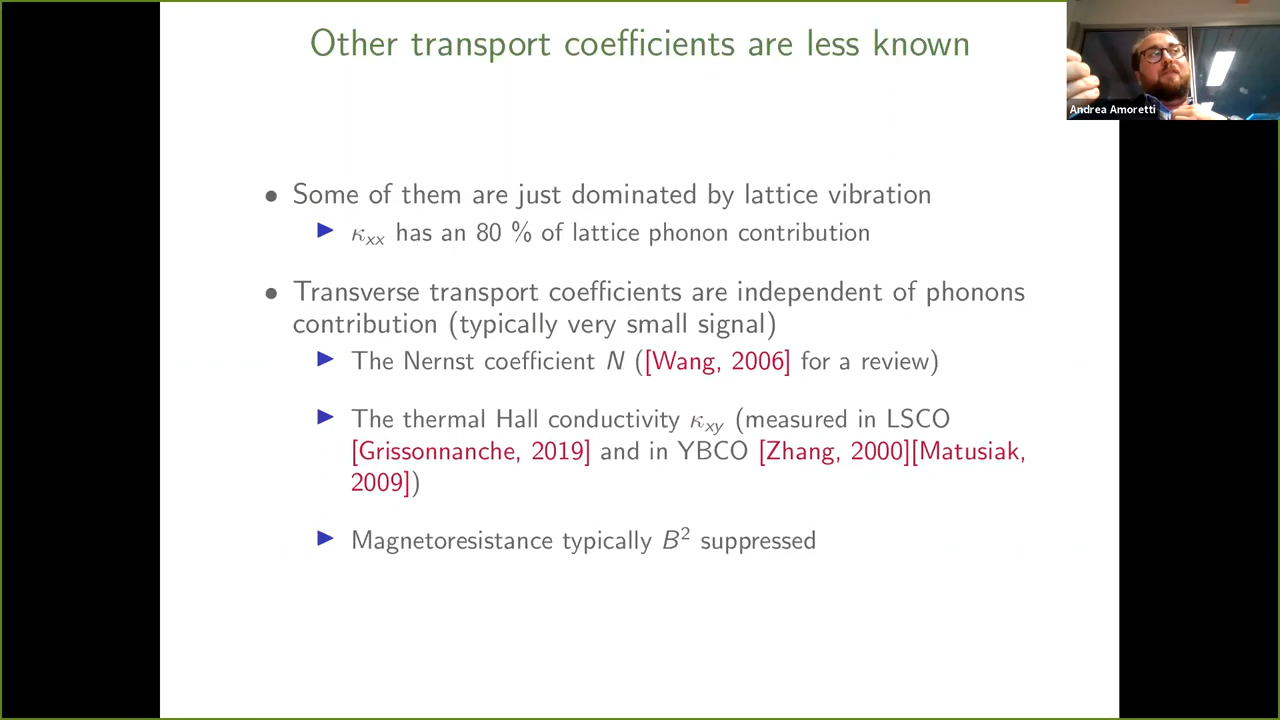 Other transport coefficients are less known
Andrea Amoretti
• Some of them are just dominated by lattice vibration
▶ κxx has an 80 % of lattice phonon contribution
• Transverse transport coefficients are independent of phonons
contribution (typically very small signal)
▶ The Nernst coefficient N ([Wang, 2006] for a review)
▶ The thermal Hall conductivity κxy (measured in LSCO
[Grissonnanche, 2019] and in YBCO [Zhang, 2000][Matusiak,
2009])
▶ Magnetoresistance typically B² suppressed